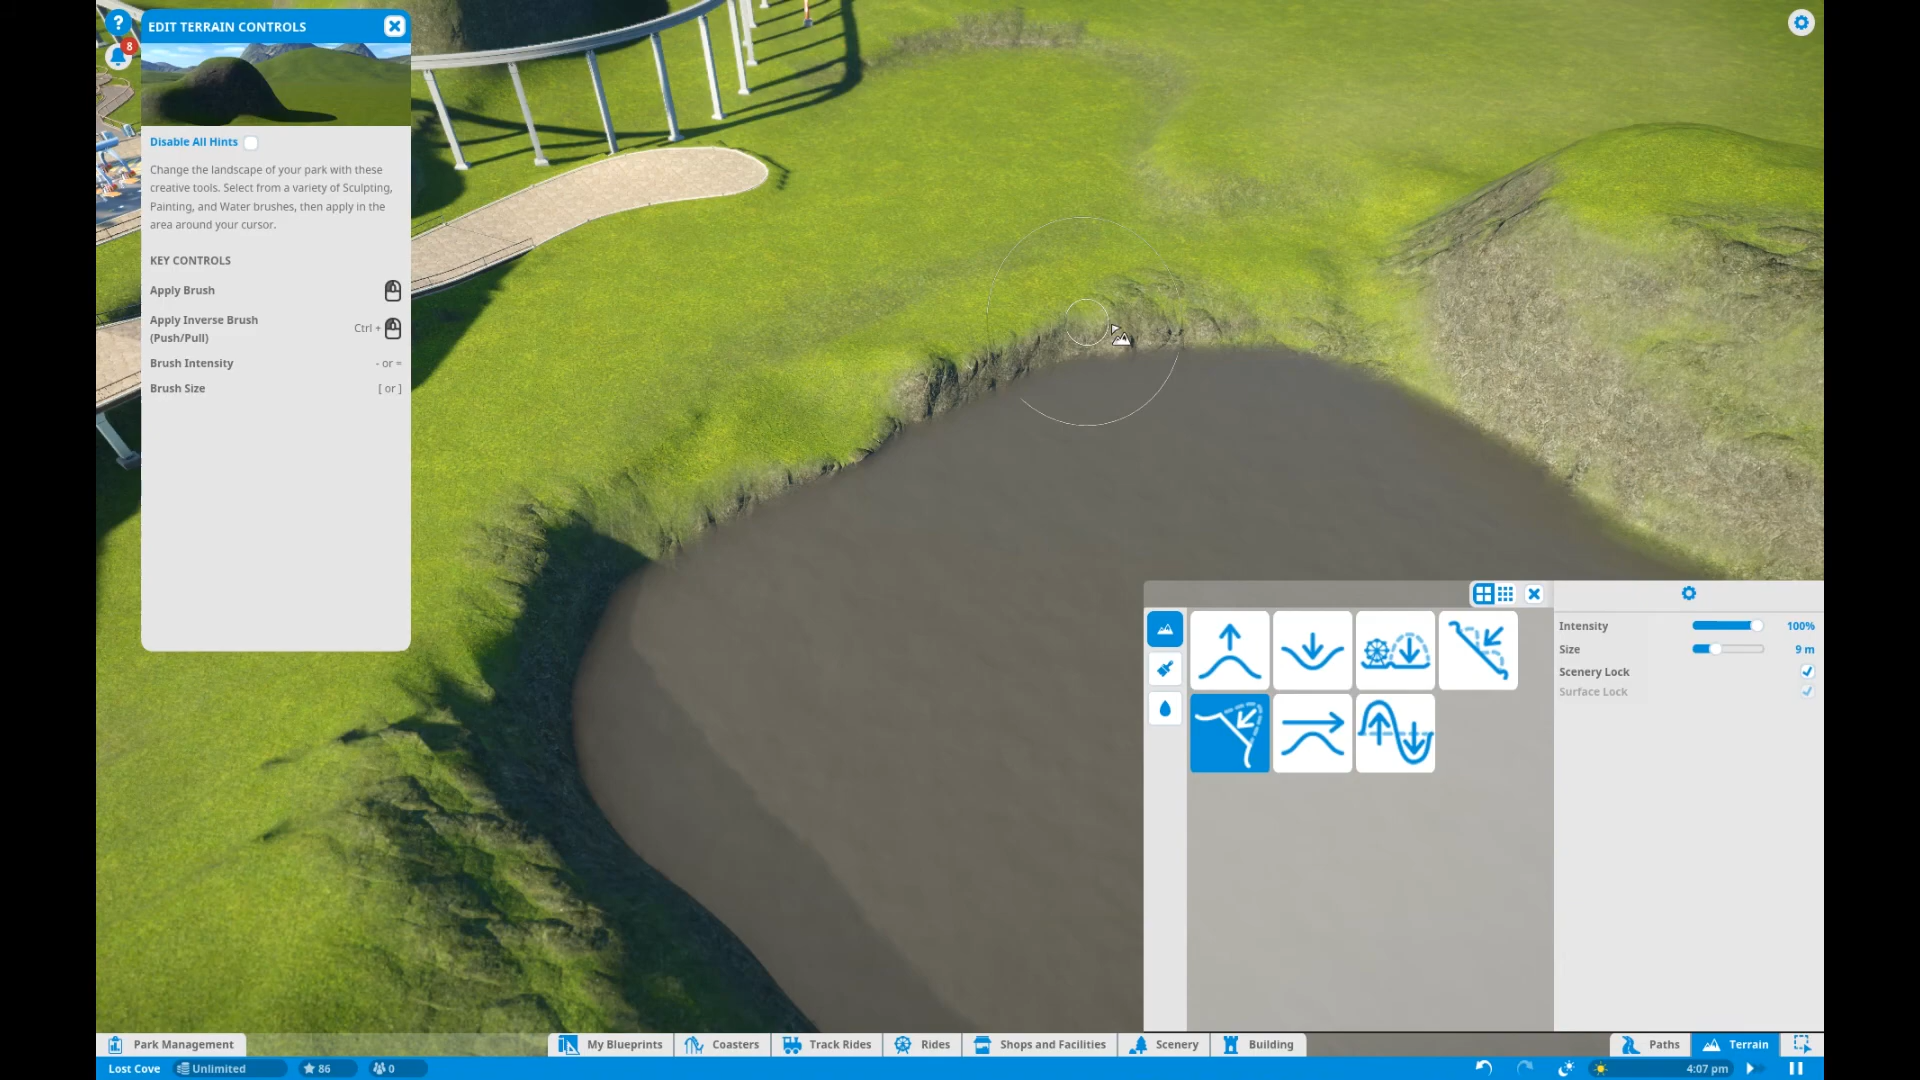 ?
8
EDIT TERRAIN CONTROLS
Disable All Hints
Change the landscape of your park with these
creative tools. Select from a variety of Sculpting,
Painting, and Water brushes, then apply in the
area around your cursor.
KEY CONTROLS
Apply Brush
Apply Inverse Brush
(Push/Pull)
Ctrl +
Brush Intensity
- or =
Brush Size
[ or ]
Intensity
100%
Size
9 m
Scenery Lock
Surface Lock
Park Management
My Blueprints
Coasters
Track Rides
Rides
Shops and Facilities
Scenery
Building
Paths
Terrain
Lost Cove
Unlimited
86
0
4:07 pm